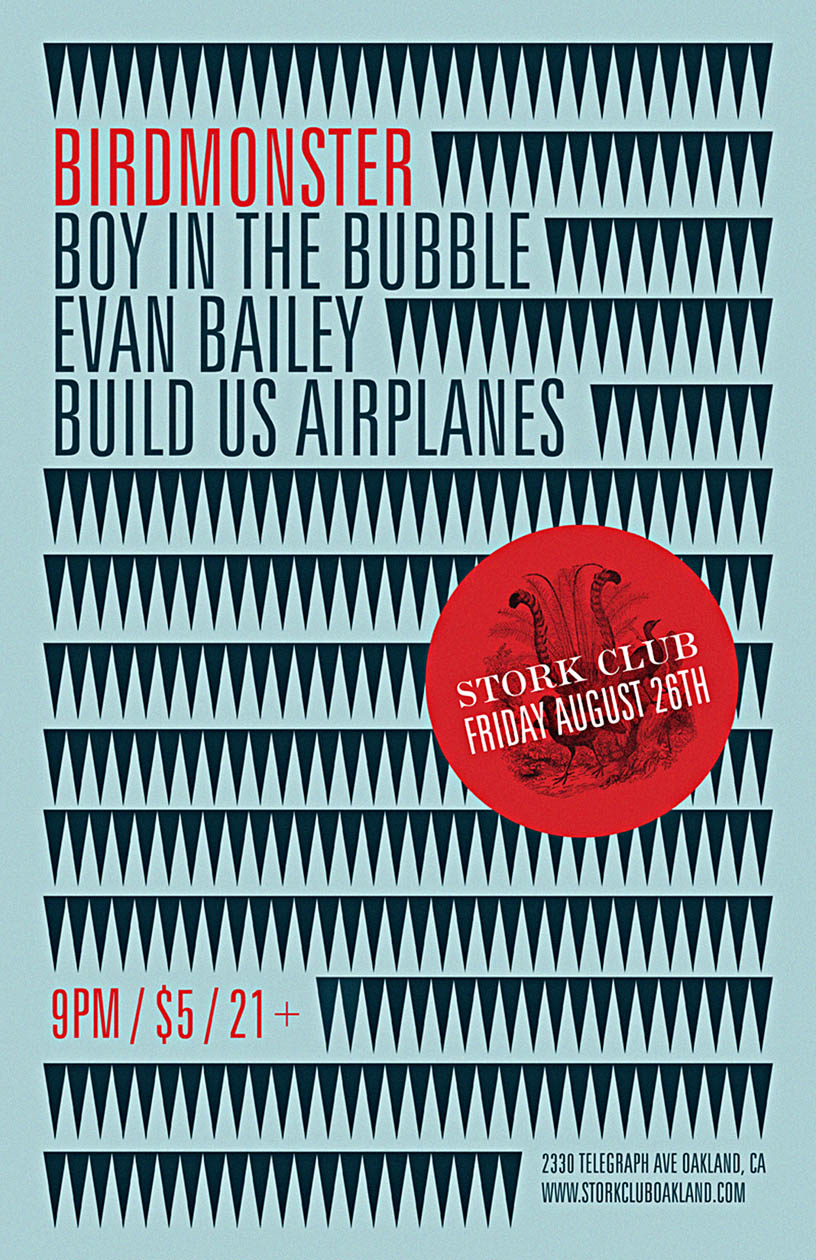 BIRDMONSTER
BOY IN THE BUBBLE
EVAN BAILEY
BUILD US AIRPLANES
STORK CLUB
FRIDAY AUGUST 26TH
9PM / $5 / 21+
2330 TELEGRAPH AVE OAKLAND, CA
WWW.STORKCLUBOAKLAND.COM